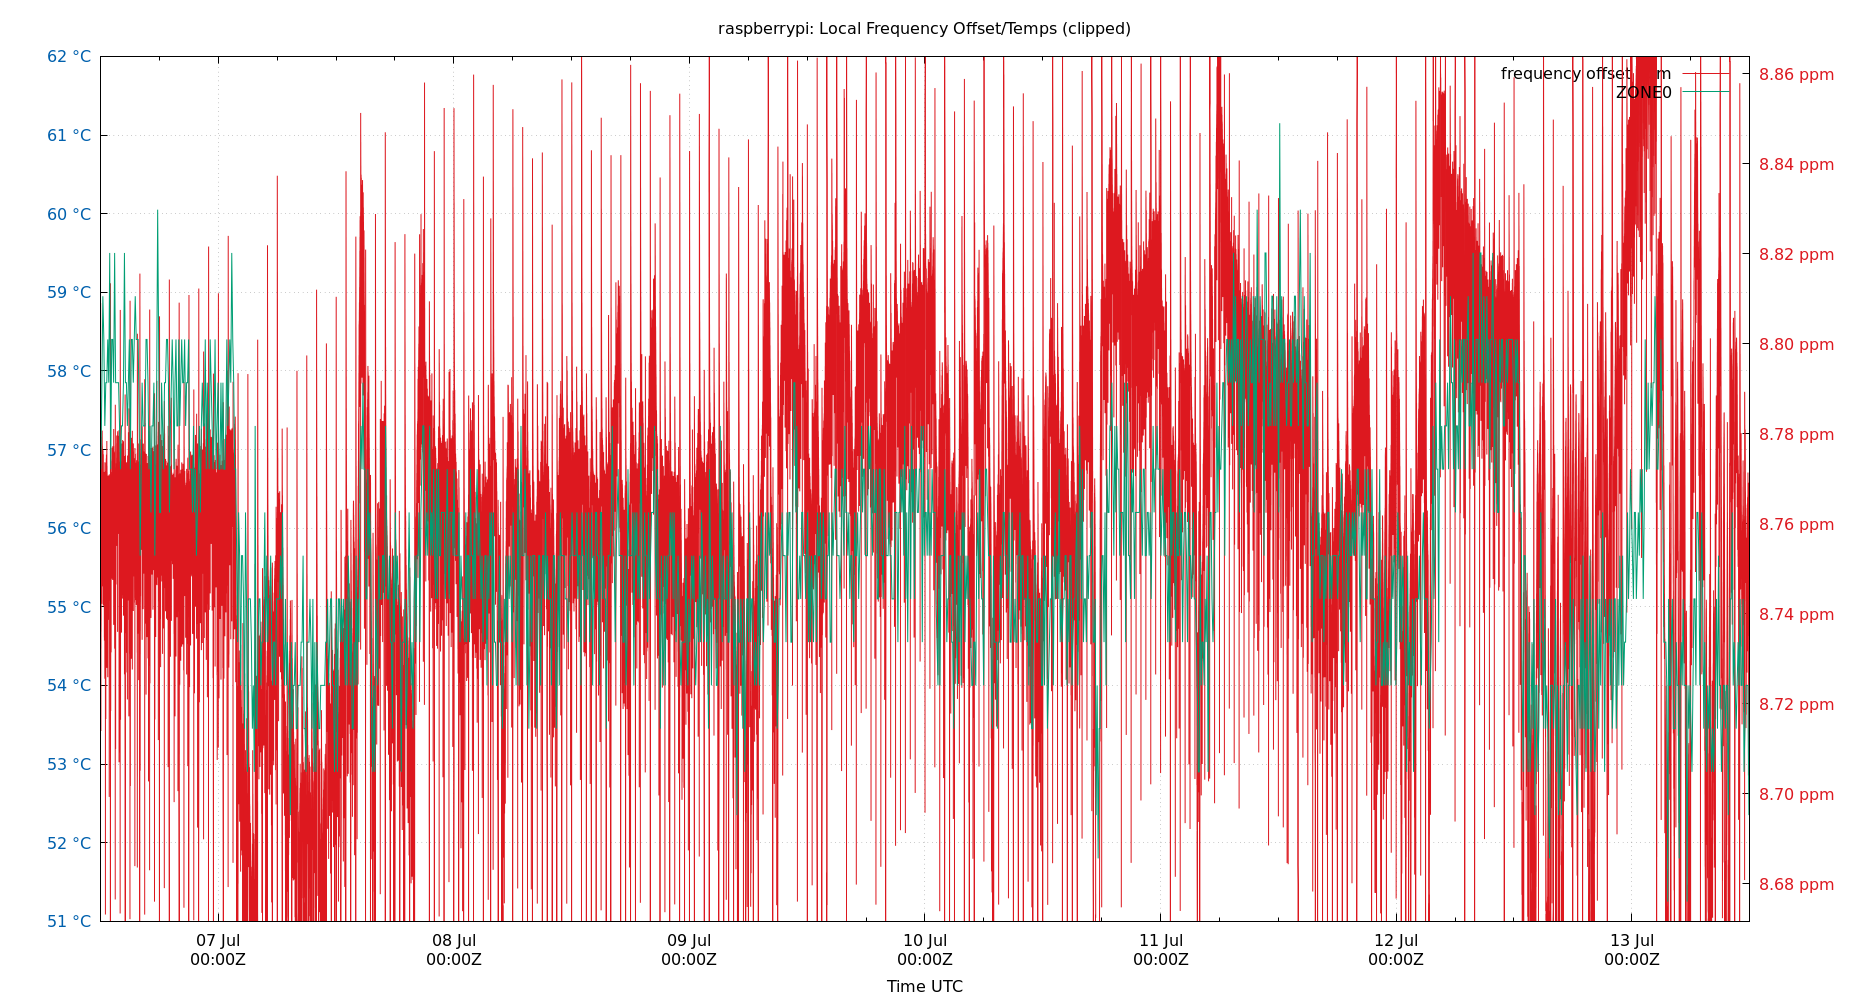 raspberrypi: Local Frequency Offset/Temps (clipped)
62 °C
61 °C
60 °C
59 °C
58 °C
57 °C
56 °C
55 °C
54 °C
53 °C
52 °C
51 °C
frequency offset m
ZONE0
8.86 ppm
8.84 ppm
8.82 ppm
8.80 ppm
8.78 ppm
8.76 ppm
8.74 ppm
8.72 ppm
8.70 ppm
8.68 ppm
07 Jul 08 Jul 09 Jul 10 Jul 11 Jul 12 Jul 13 Jul
00:00Z 00:00Z 00:00Z 00:00Z 00:00Z 00:00Z 00:00Z
Time UTC